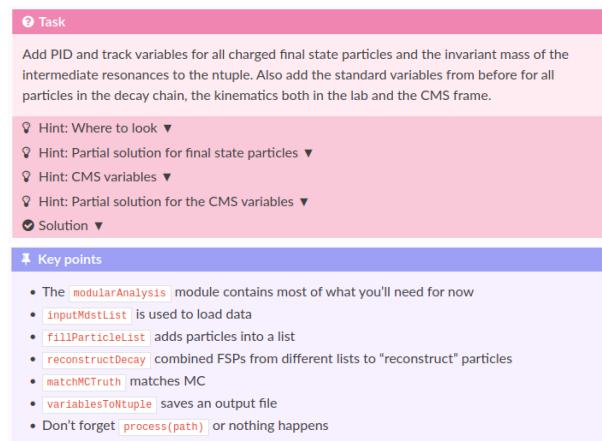 Task
Add PID and track variables for all charged final state particles and the invariant mass of the
intermediate resonances to the ntuple. Also add the standard variables from before for all
particles in the decay chain, the kinematics both in the lab and the CMS frame.
Hint: Where to look ▼
Hint: Partial solution for final state particles ▼
Hint: CMS variables ▼
Hint: Partial solution for the CMS variables ▼
Solution ▼
Key points
• The modularAnalysis module contains most of what you'll need for now
• inputMdstList is used to load data
• fillParticleList adds particles into a list
• reconstructDecay combined FSPs from different lists to “reconstruct” particles
• matchMCTruth matches MC
• variablesToNtuple saves an output file
• Don't forget process(path) or nothing happens